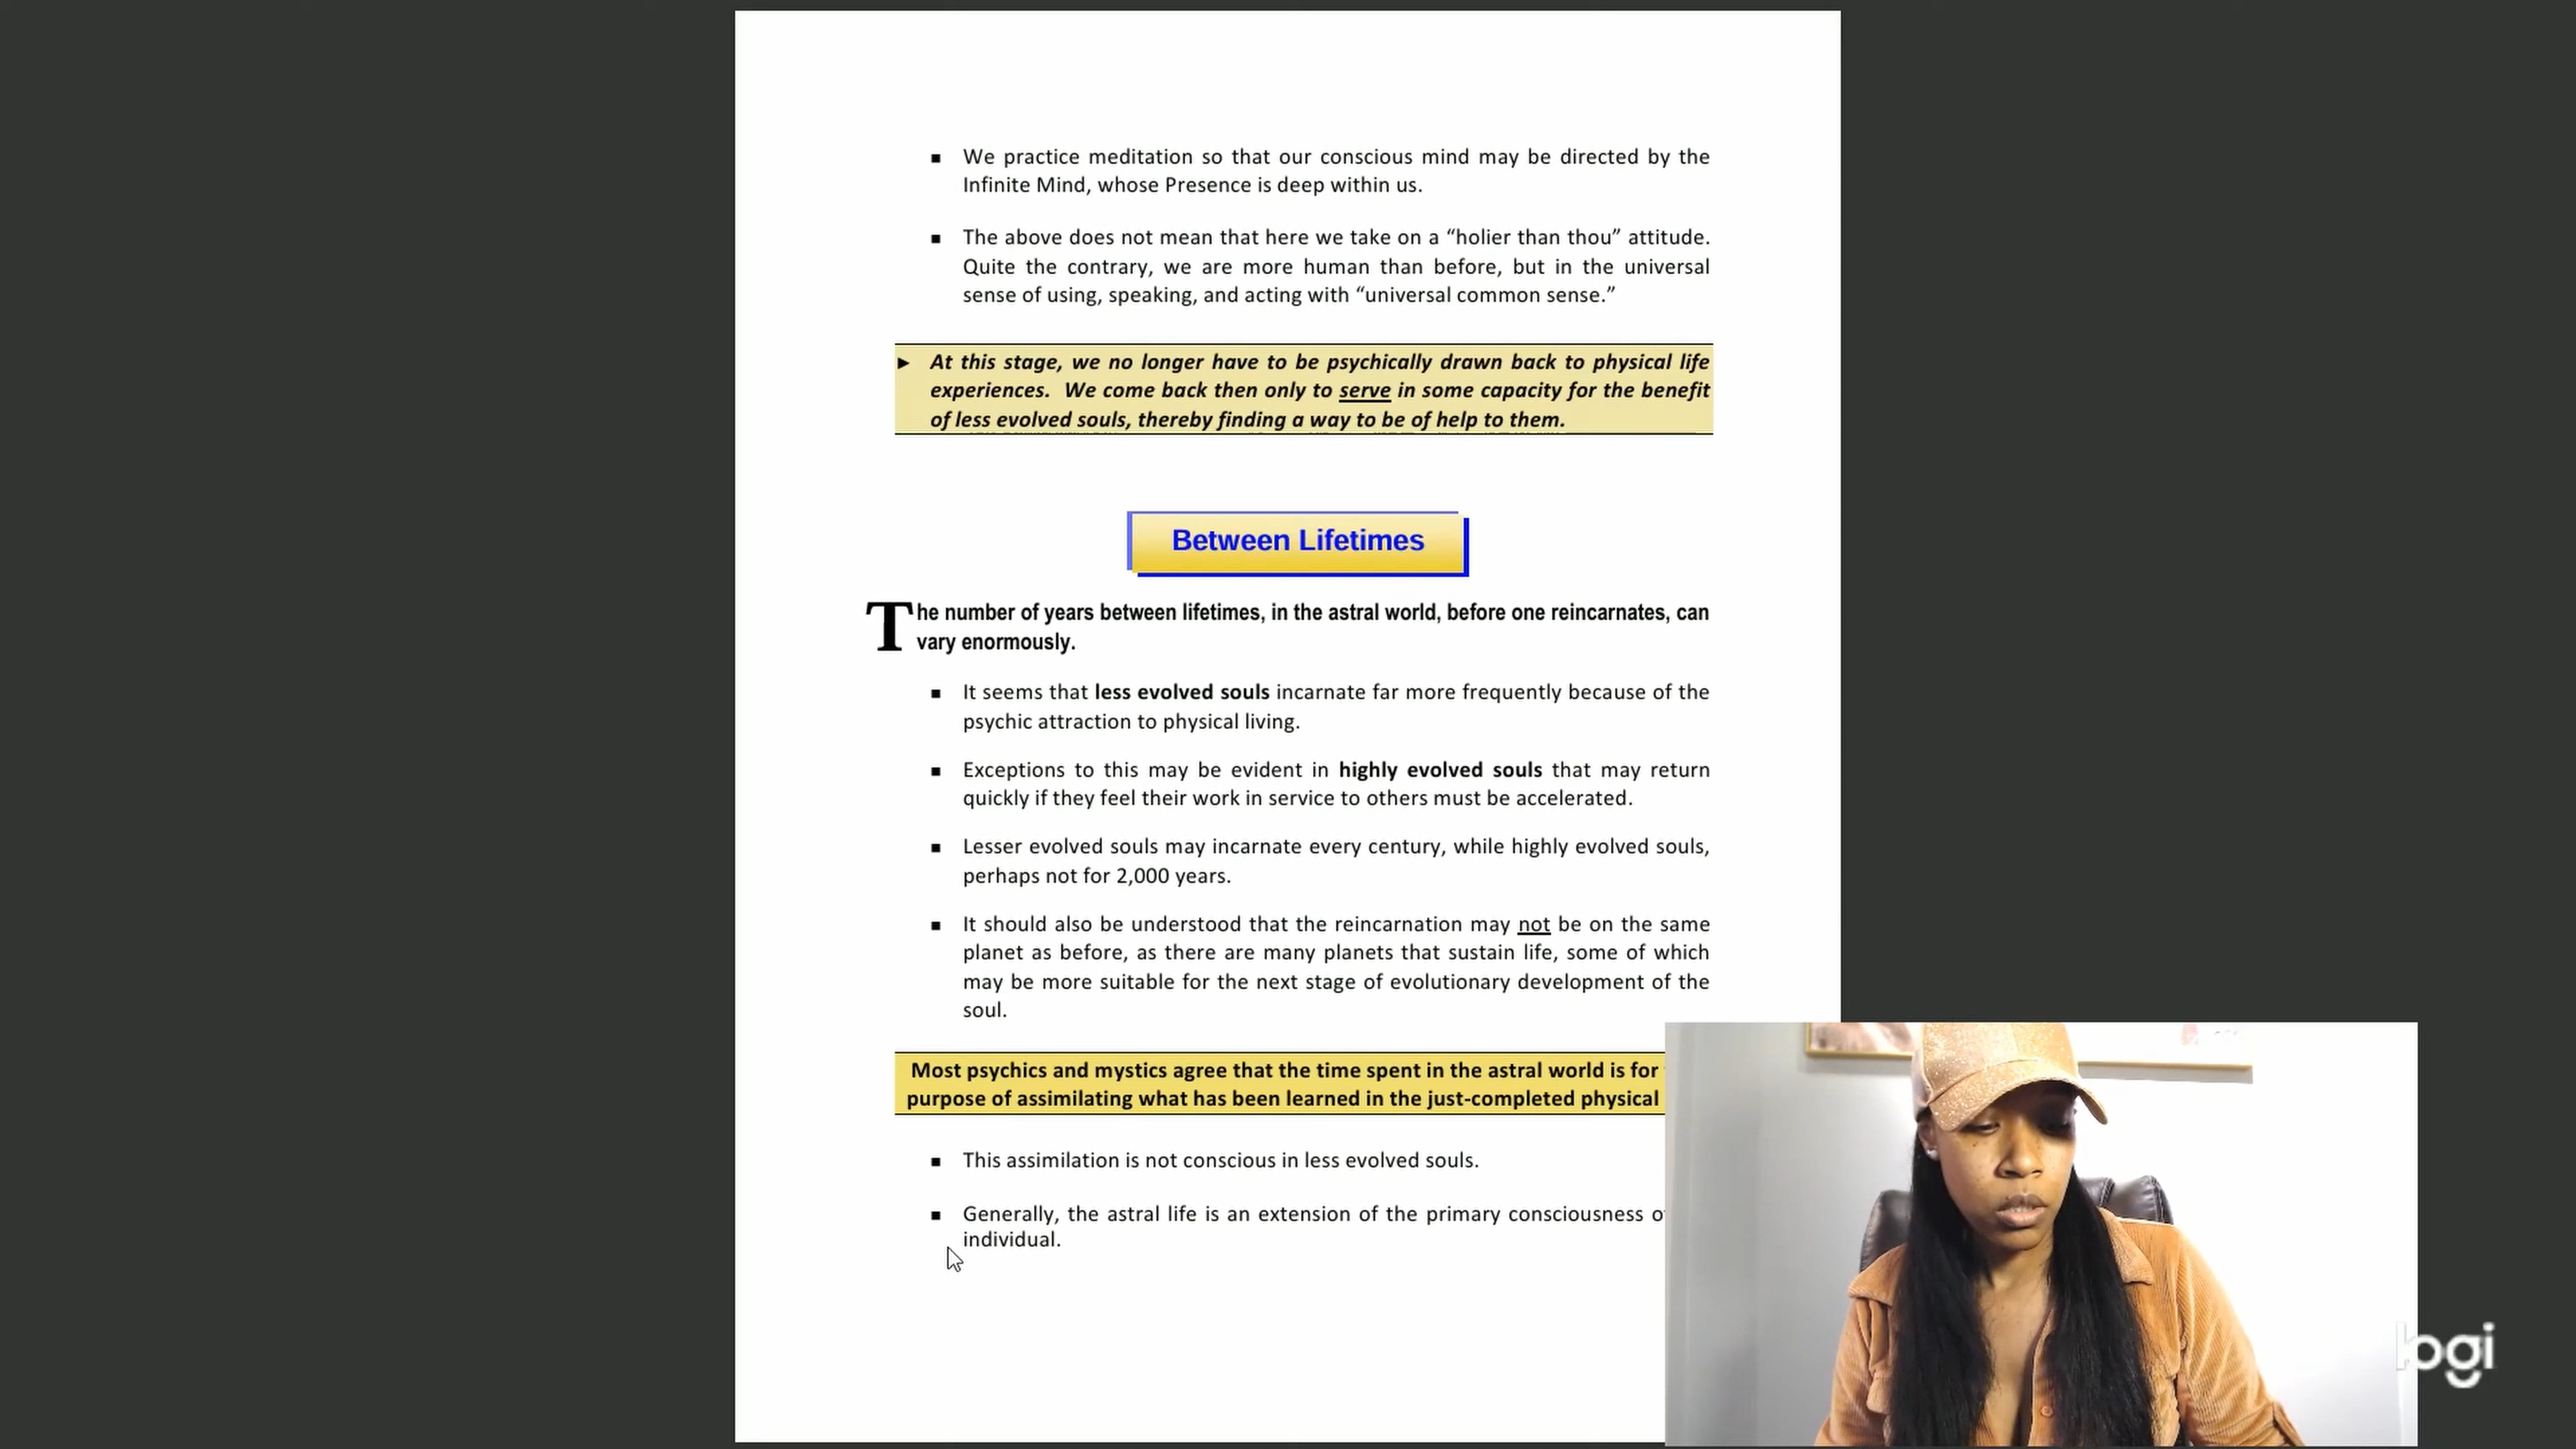 We practice meditation so that our conscious mind may be directed by the
Infinite Mind, whose Presence is deep within us.
The above does not mean that here we take on a “holier than thou” attitude.
Quite the contrary, we are more human than before, but in the universal
sense of using, speaking, and acting with “universal common sense.”
At this stage, we no longer have to be psychically drawn back to physical life
experiences. We come back then only to serve in some capacity for the benefit
of less evolved souls, thereby finding a way to be of help to them.
Between Lifetimes
The number of years between lifetimes, in the astral world, before one reincarnates, can
vary enormously.
It seems that less evolved souls incarnate far more frequently because of the
psychic attraction to physical living.
Exceptions to this may be evident in highly evolved souls that may return
quickly if they feel their work in service to others must be accelerated.
Lesser evolved souls may incarnate every century, while highly evolved souls,
perhaps not for 2,000 years.
It should also be understood that the reincarnation may not be on the same
planet as before, as there are many planets that sustain life, some of which
may be more suitable for the next stage of evolutionary development of the
soul.
Most psychics and mystics agree that the time spent in the astral world is for
purpose of assimilating what has been learned in the just-completed physical
This assimilation is not conscious in less evolved souls.
Generally, the astral life is an extension of the primary consciousness
individual.
logi